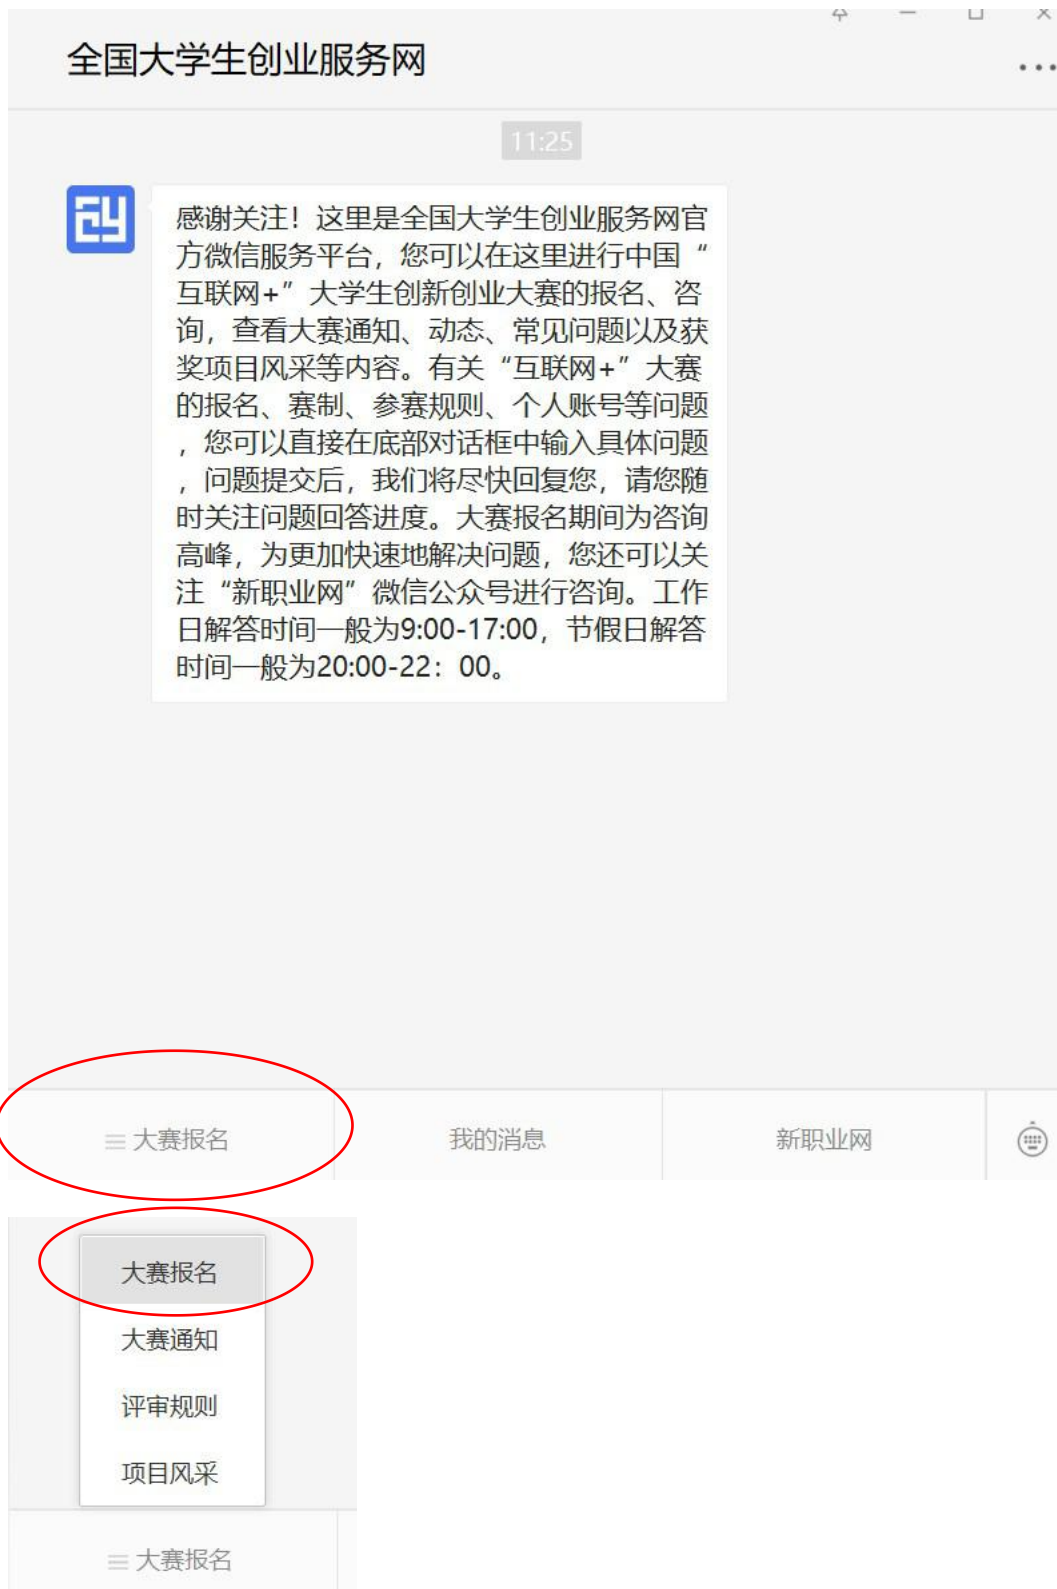 全国大学生创业服务网
11:25
感谢关注！这里是全国大学生创业服务网官
方微信服务平台，您可以在这里进行中国“
互联网+”大学生创新创业大赛的报名、咨
询，查看大赛通知、动态、常见问题以及获
奖项目风采等内容。有关“互联网+”大赛
的报名、赛制、参赛规则、个人账号等问题
，您可以直接在底部对话框中输入具体问题
，问题提交后，我们将尽快回复您，请您随
时关注问题回答进度。大赛报名期间为咨询
高峰，为更加快速地解决问题，您还可以关
注“新职业网”微信公众号进行咨询。工作
日解答时间一般为9:00-17:00，节假日解答
时间一般为20:00-22：00。
大赛报名
我的消息
新职业网
大赛报名
大赛通知
评审规则
项目风采
大赛报名